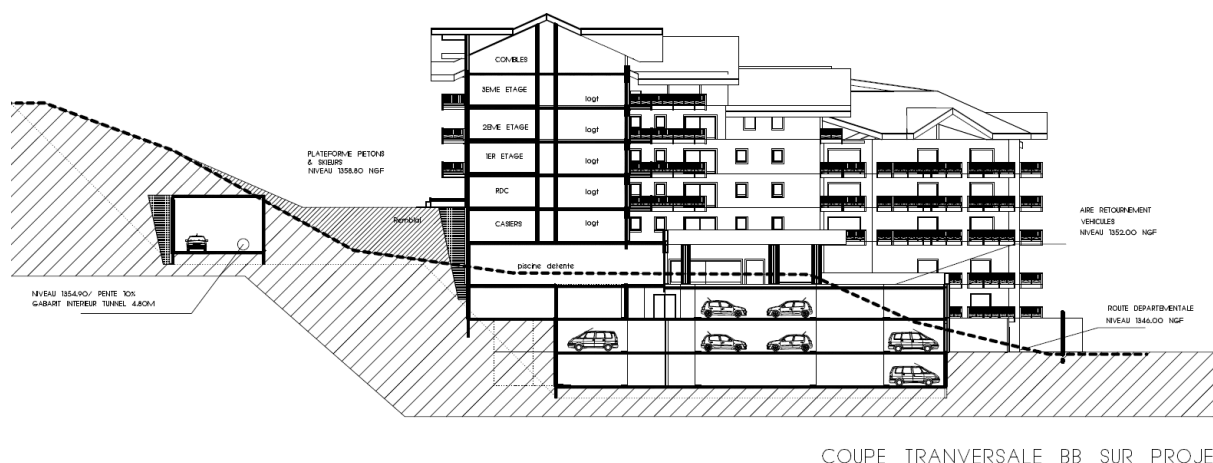 COMBLES
3EME ETAGE
logt
2EME ETAGE
logt
1ER ETAGE
logt
RDC
logt
CASIERS
logt
PLATEFORME PIETONS
& SKIEURS
NIVEAU 1358.80 NGF
Remblai
piscine detente
AIRE RETOURNEMENT
VEHICULES
NIVEAU 1352.00 NGF
NIVEAU 1354.90/ PENTE 10%
GABARIT INTERIEUR TUNNEL 4.80M
ROUTE DEPARTEMENTALE
NIVEAU 1346.00 NGF
COUPE TRANVERSALE BB SUR PROJE